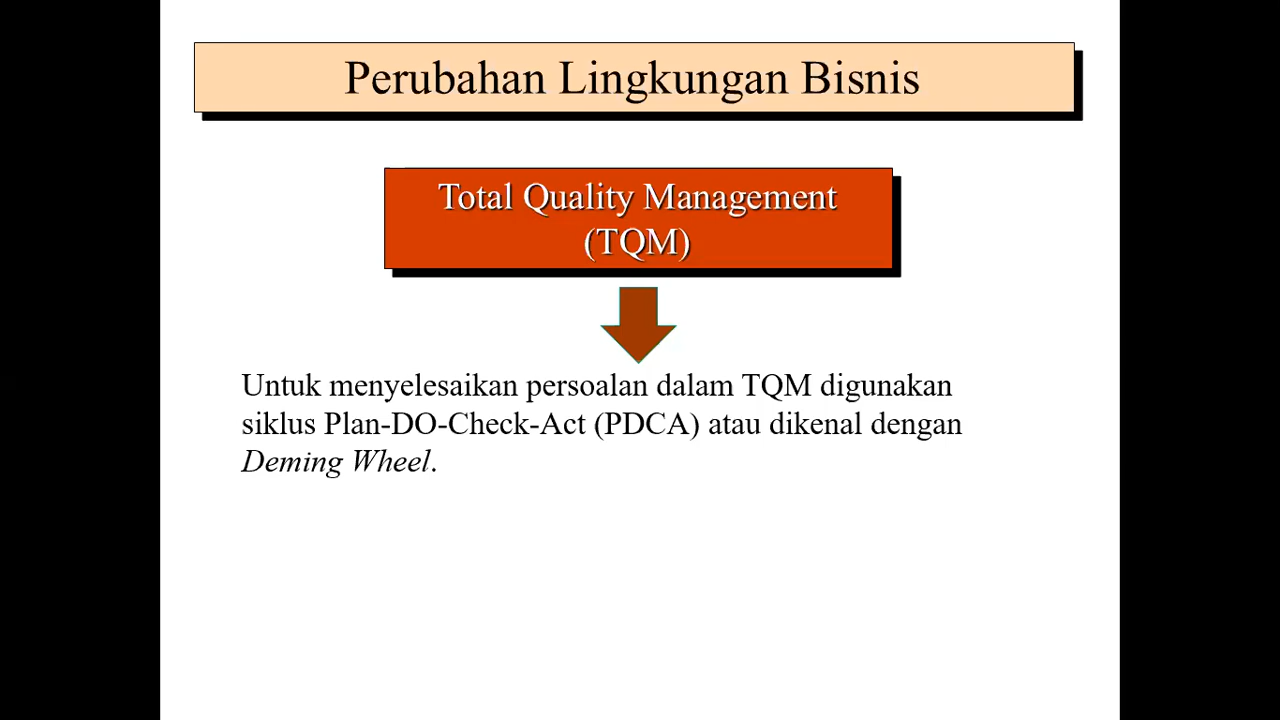 Perubahan Lingkungan Bisnis
Total Quality Management
(TQM)
Untuk menyelesaikan persoalan dalam TQM digunakan
siklus Plan-DO-Check-Act (PDCA) atau dikenal dengan
Deming Wheel.